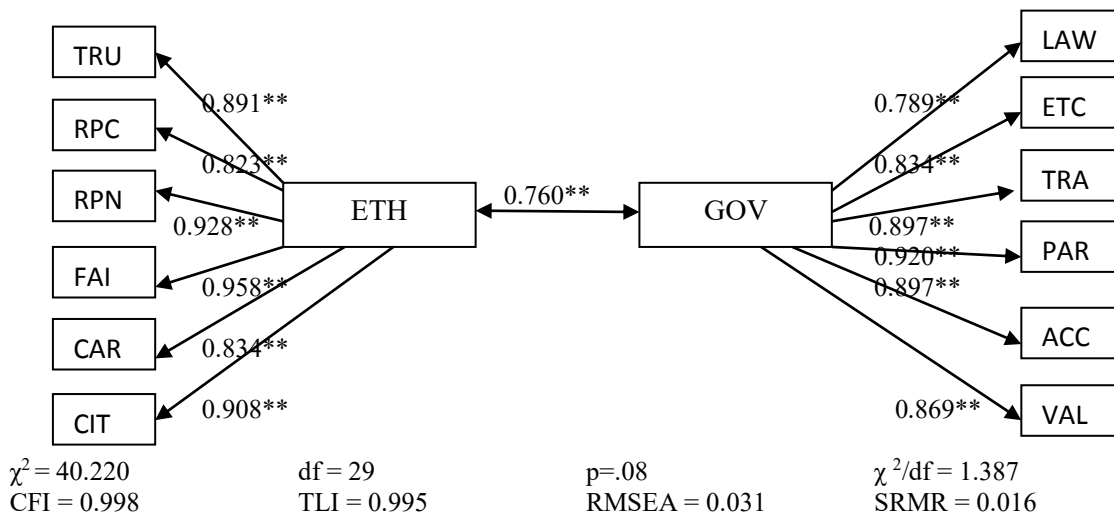 TRU
0.891**
RPC
0.823**
RPN
0.928**
FAI
0.958**
CAR
0.834**
CIT
0.908**
ETH
0.760**
GOV
LAW
0.789**
ETC
0.834**
TRA
0.897**
PAR
0.920**
0.897**
ACC
0.869**
VAL
χ² = 40.220 df = 29 p=.08 χ ²/df = 1.387
CFI = 0.998 TLI = 0.995 RMSEA = 0.031 SRMR = 0.016